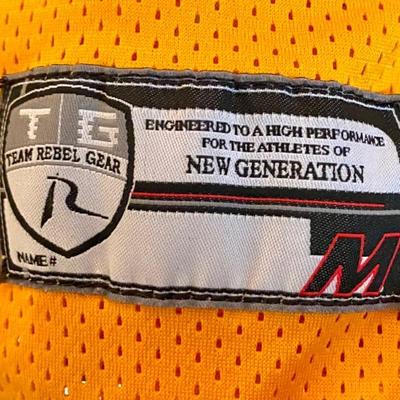 TG
TEAM REBEL GEAR
R
NAME #
ENGINEERED TO A HIGH PERFORMANCE
FOR THE ATHLETES OF
NEW GENERATION
M